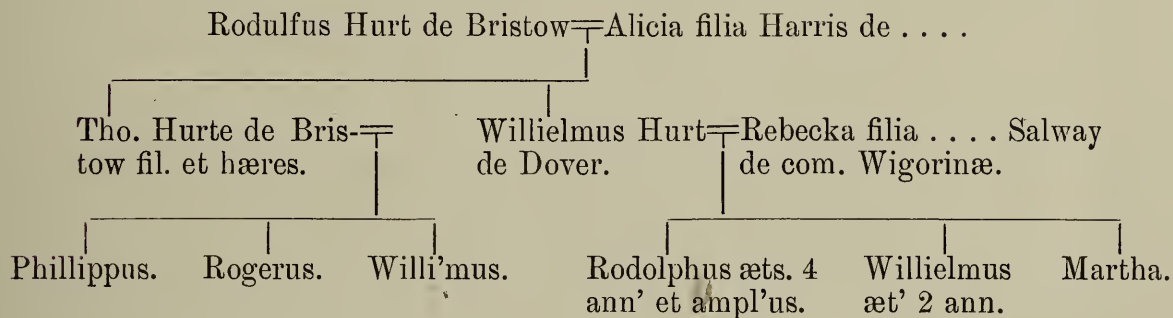 Rodulfus Hurt de Bristow Alicia filia Harris de . . . .
Tho. Hurte de Bris-
tow fil. et hæres.
Willielmus Hurt
de Dover.
Rebecka filia . . . . Salway
de com. Wigorinæ.
Phillippus.
Rogerus.
Willi'mus.
Rodolphus æts. 4
ann' et ampl'us.
Willielmus
æt' 2 ann.
Martha.